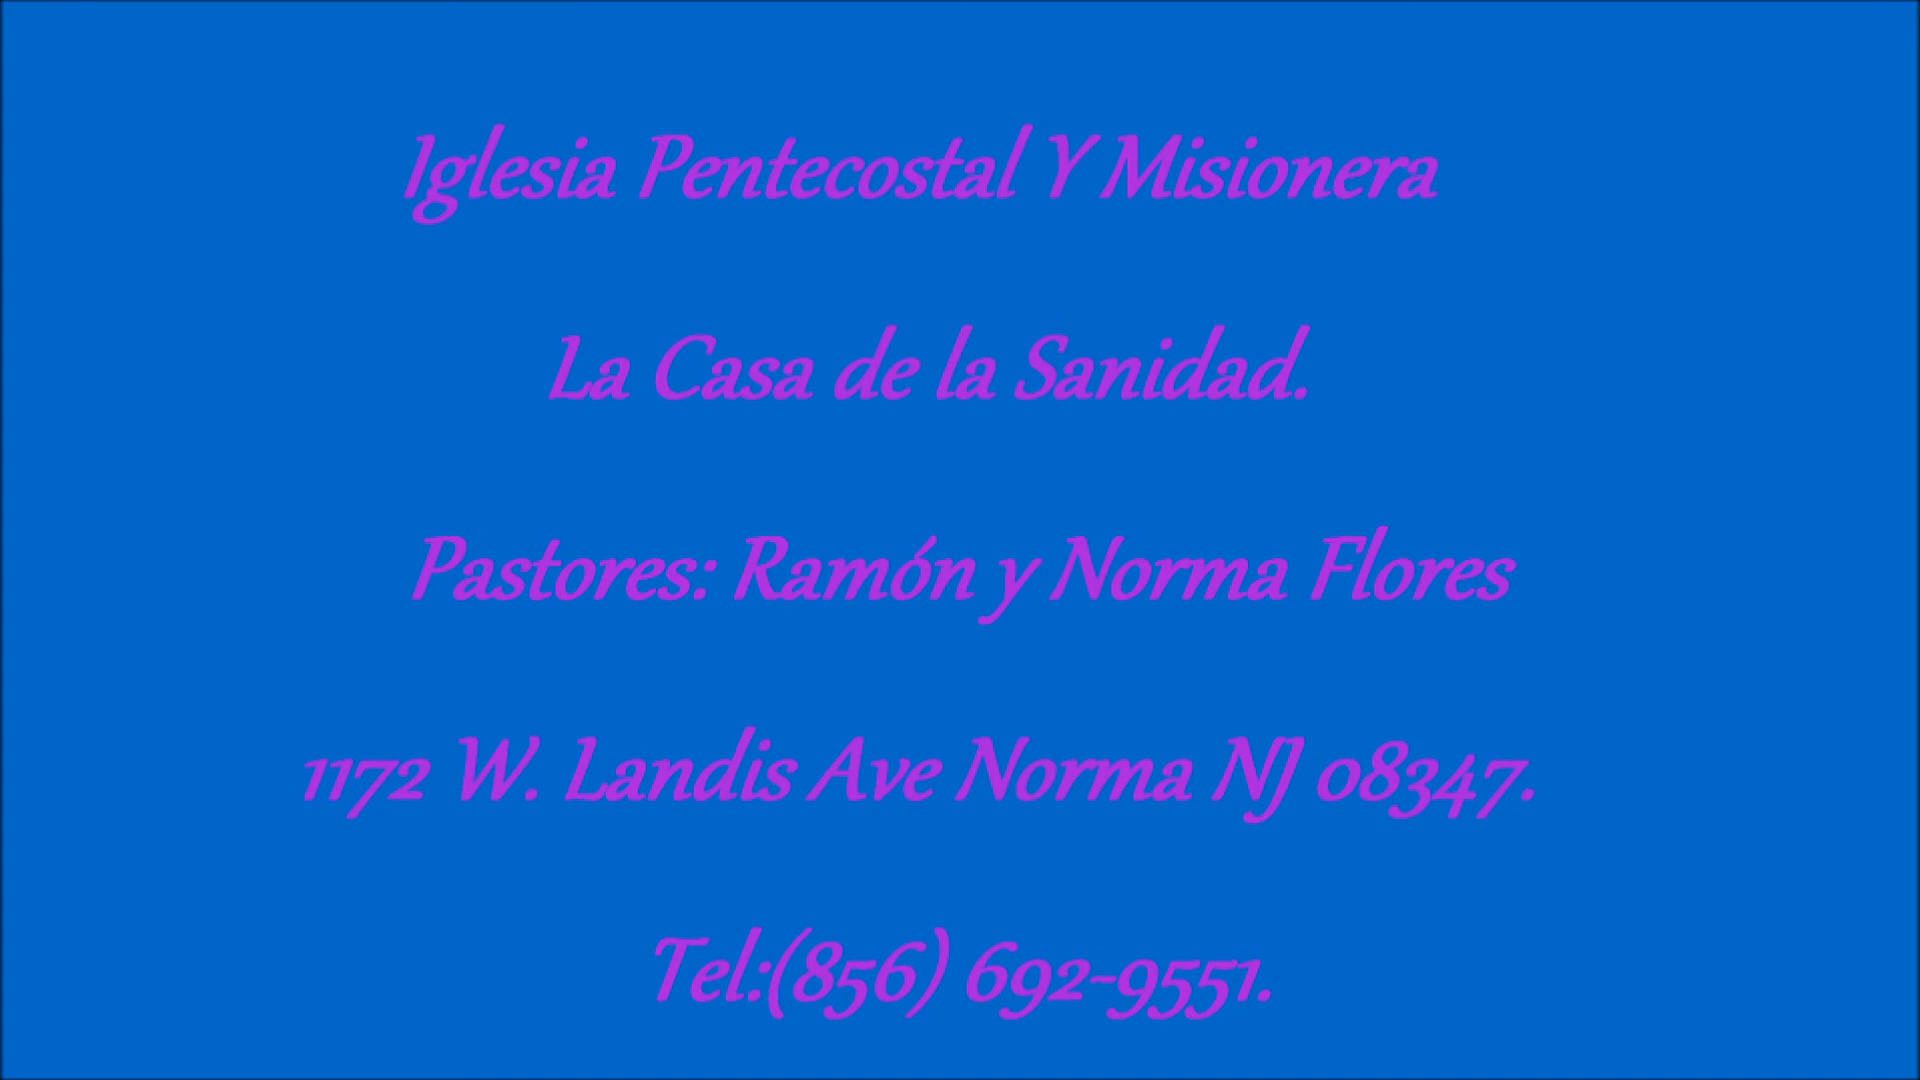 Iglesia Pentecostal Y Misionera
La Casa de la Sanidad.
Pastores: Ramón y Norma Flores
1172 W. Landis Ave Norma NJ 08347.
Tel:(856) 692-9551.